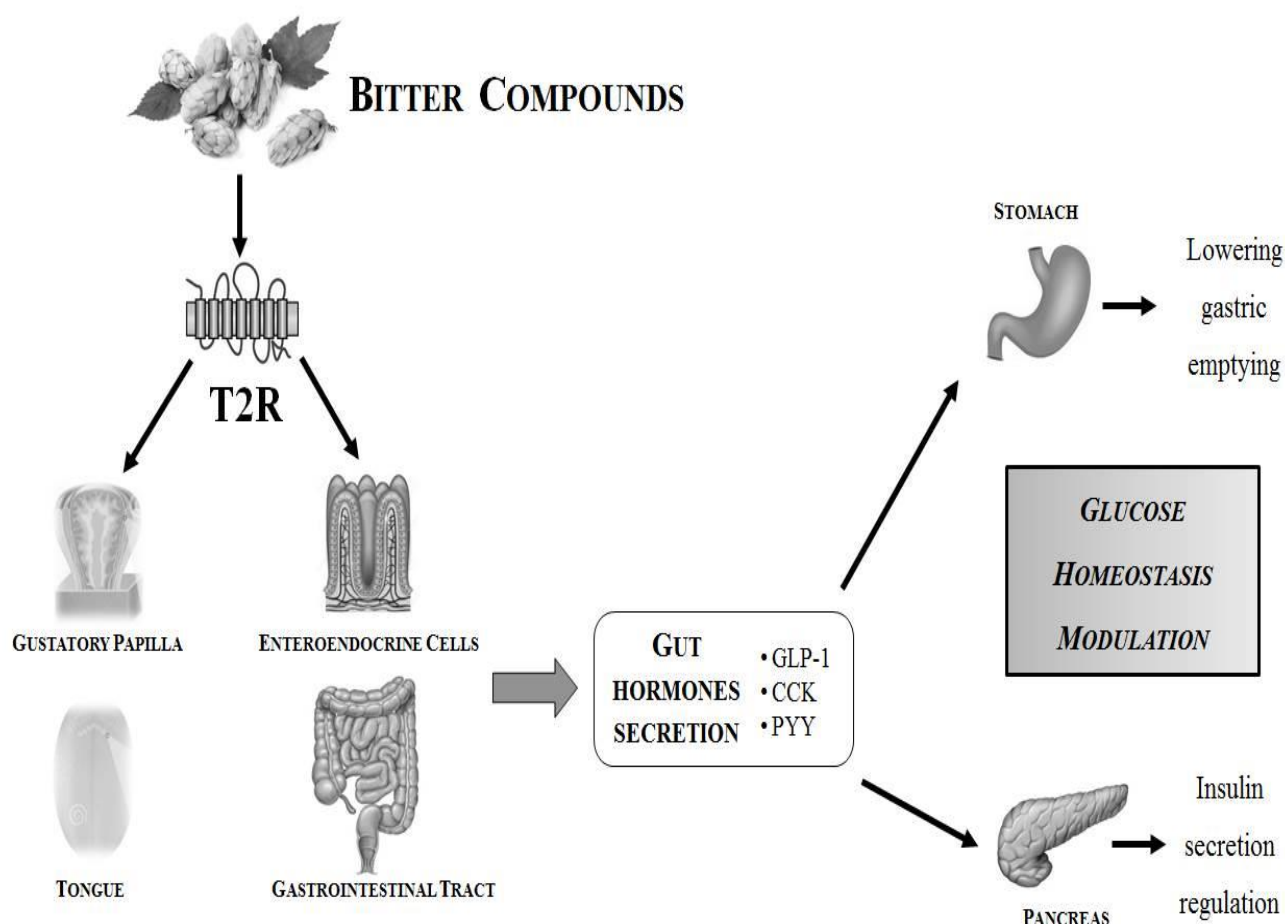 BITTER COMPOUNDS
T2R
GUSTATORY PAPILLA
ENTEROENDOCRINE CELLS
TONGUE
GASTROINTESTINAL TRACT
GUT
HORMONES
SECRETION
• GLP-1
• CCK
• PYY
STOMACH
Lowering
gastric
emptying
GLUCOSE
HOMEOSTASIS
MODULATION
PANCREAS
Insulin
secretion
regulation